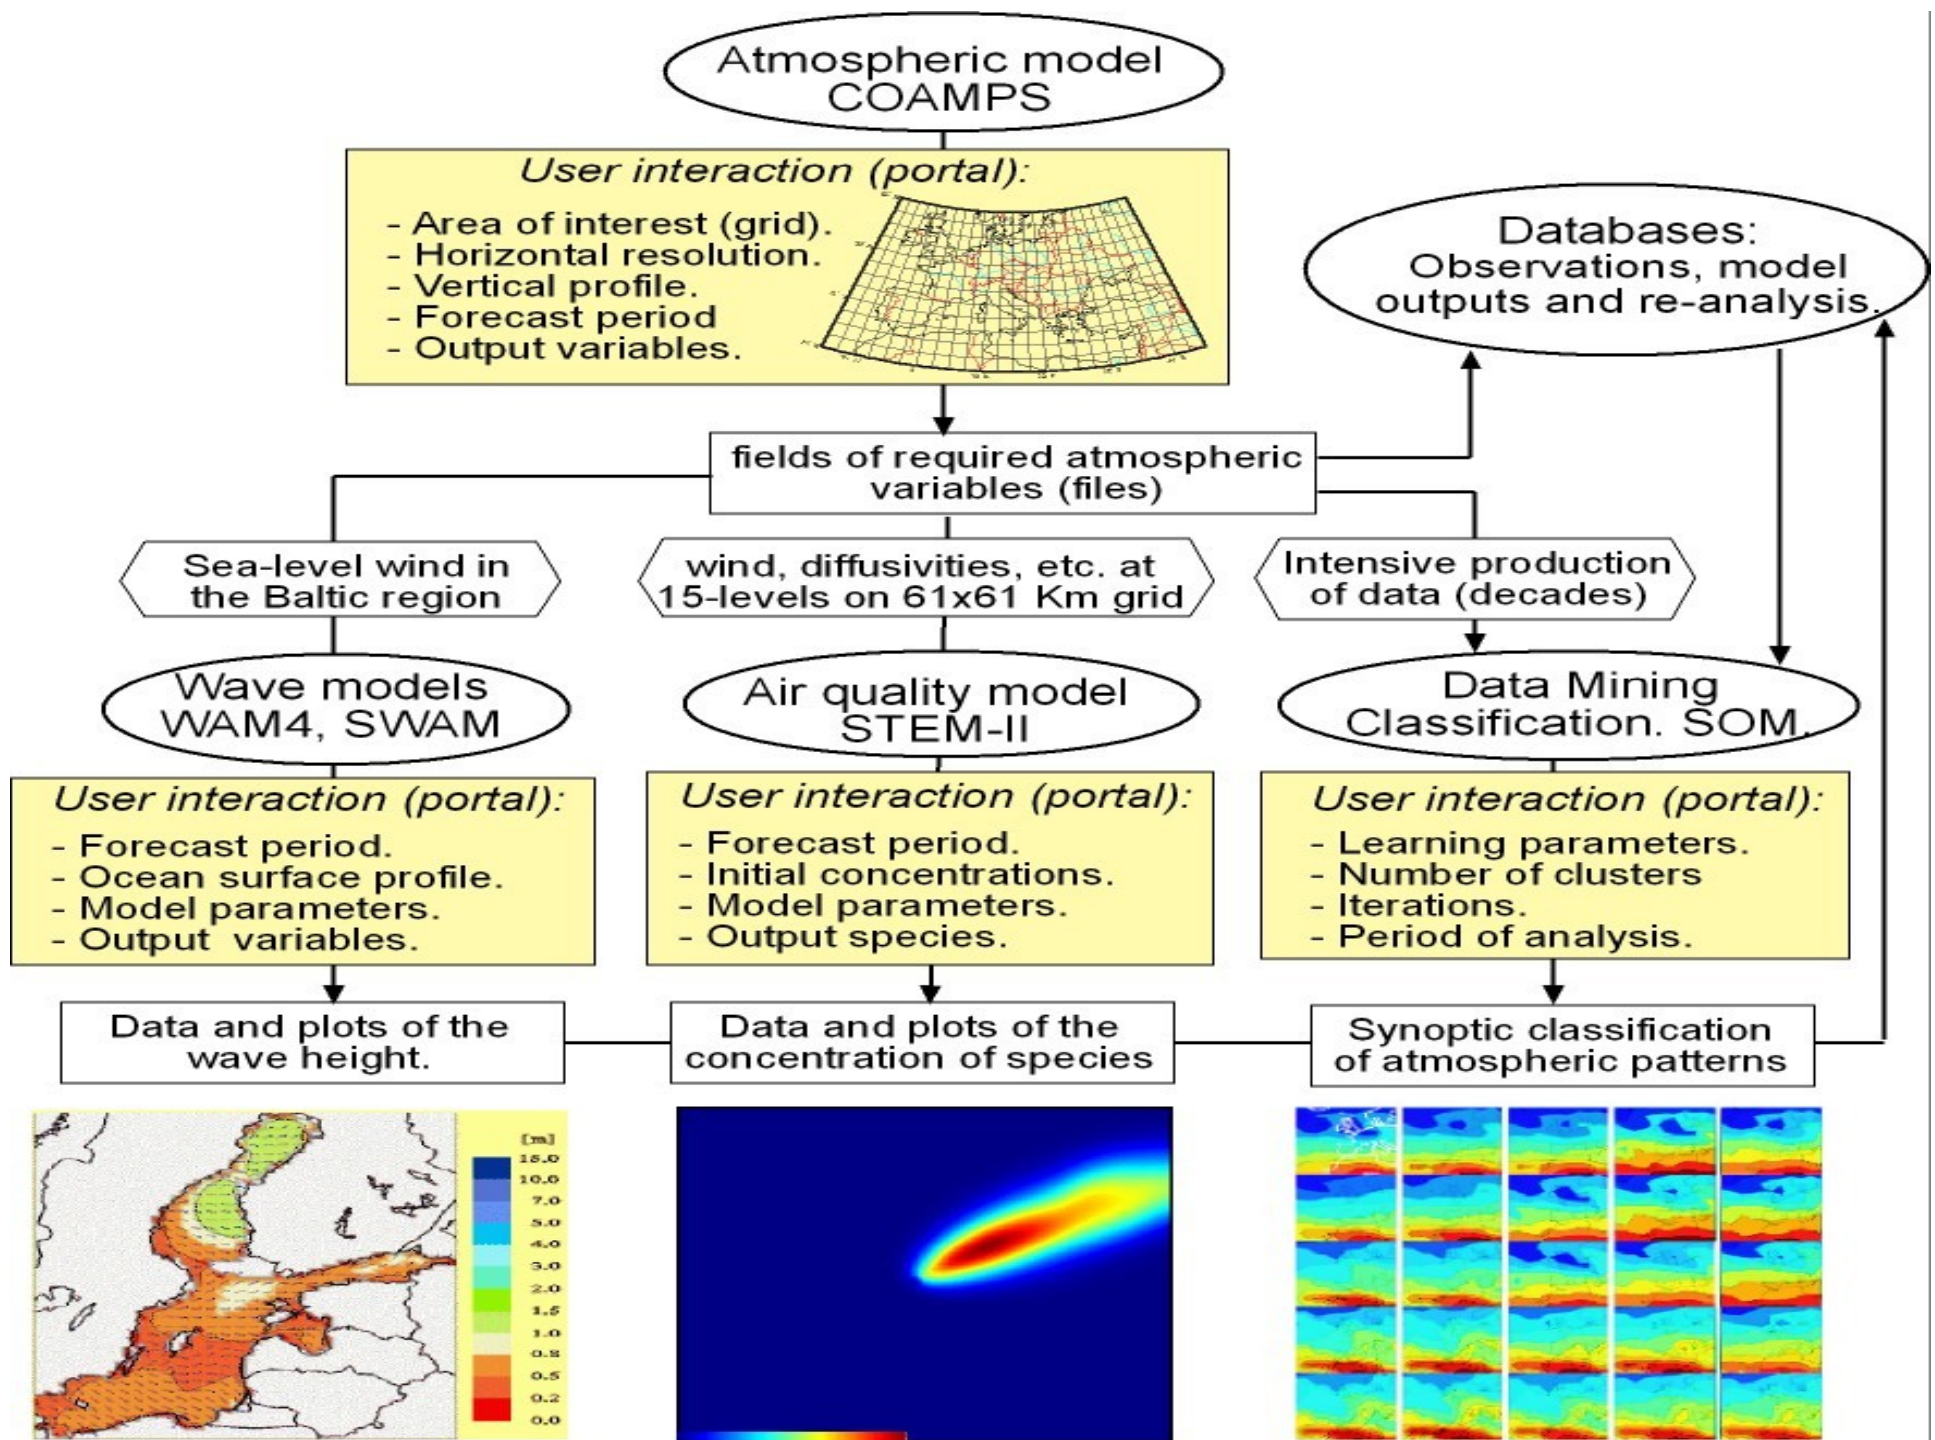 Atmospheric model
COAMPS
User interaction (portal):
- Area of interest (grid).
- Horizontal resolution.
- Vertical profile.
- Forecast period
- Output variables.
Databases:
Observations, model
outputs and re-analysis.
fields of required atmospheric
variables (files)
Sea-level wind in
the Baltic region
wind, diffusivities, etc. at
15-levels on 61x61 Km grid
Intensive production
of data (decades)
Wave models
WAM4, SWAM
Air quality model
STEM-II
Data Mining
Classification. SOM.
User interaction (portal):
- Forecast period.
- Ocean surface profile.
- Model parameters.
- Output  variables.
User interaction (portal):
- Forecast period.
- Initial concentrations.
- Model parameters.
- Output species.
User interaction (portal):
- Learning parameters.
- Number of clusters
- Iterations.
- Period of analysis.
Data and plots of the
wave height.
Data and plots of the
concentration of species
Synoptic classification
of atmospheric patterns
[m]
15.0
10.0
7.0
5.0
4.0
3.0
2.0
1.5
1.0
0.8
0.5
0.2
0.0